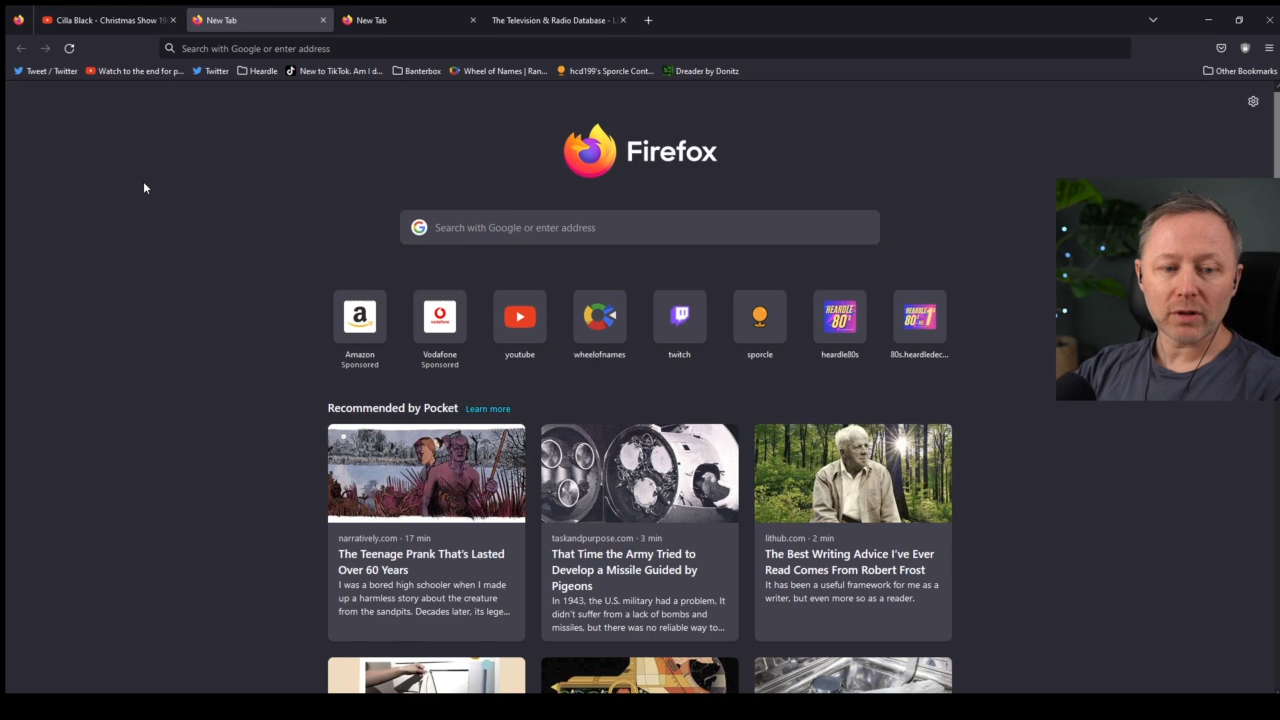 Cilla Black - Christmas Show 19
New Tab
New Tab
The Television & Radio Database - L
Search with Google or enter address
Tweet / Twitter
Watch to the end for p...
Twitter
Heardle
New to TikTok. Am I d...
Banterbox
Wheel of Names | Ran...
hcd199's Sporcle Cont...
Dreader by Donitz
Other Bookmarks
Firefox
Search with Google or enter address
Amazon
Sponsored
Vodafone
Sponsored
youtube
wheelofnames
twitch
sporcle
HEARDLE
80's
heardle80s
HEARDLE
80's
80s.heardledec...
Recommended by Pocket Learn more
narratively.com · 17 min
The Teenage Prank That's Lasted
Over 60 Years
I was a bored high schooler when I made
up a harmless story about the creature
from the sandpits. Decades later, its lege...
taskandpurpose.com · 3 min
That Time the Army Tried to
Develop a Missile Guided by
Pigeons
In 1943, the U.S. military had a problem. It
didn't suffer from a lack of bombs and
missiles, but there was no reliable way to...
lithub.com · 2 min
The Best Writing Advice I've Ever
Read Comes From Robert Frost
It has been a useful framework for me as a
writer, but even more so as a reader.